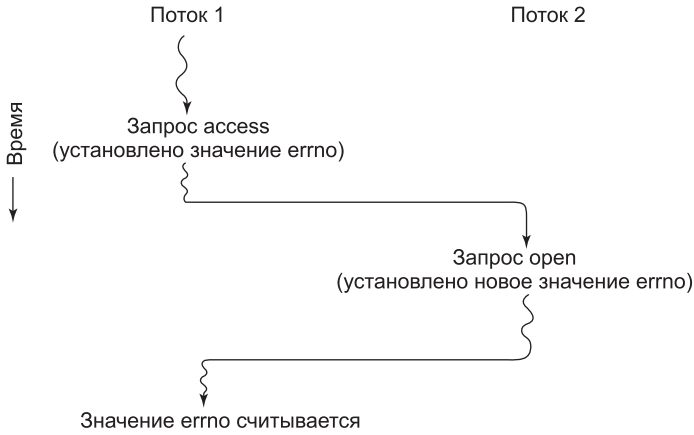 Поток 1
Поток 2
Время
Запрос access
(установлено значение errno)
Запрос open
(установлено новое значение errno)
Значение errno считывается